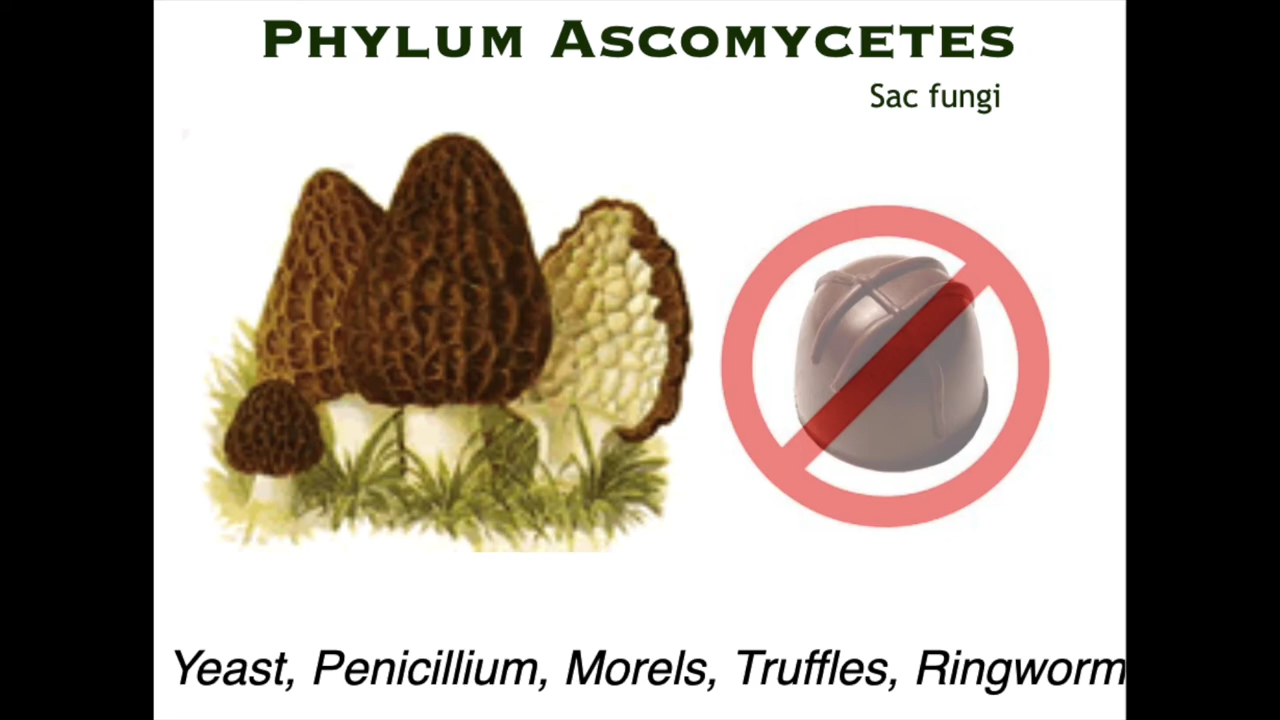 Phylum Ascomycetes
Sac fungi
Yeast, Penicillium, Morels, Truffles, Ringworm